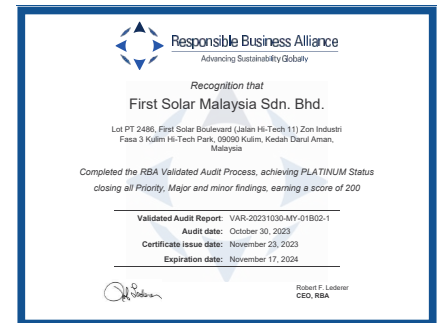 Responsible Business Alliance
Advancing Sustainability Globally
Recognition that
First Solar Malaysia Sdn. Bhd.
Lot PT 2486, First Solar Boulevard (Jalan Hi-Tech 11) Zon Industri
Fasa 3 Kulim Hi-Tech Park, 09090 Kulim, Kedah Darul Aman,
Malaysia
Completed the RBA Validated Audit Process, achieving PLATINUM Status
closing all Priority, Major and minor findings, earning a score of 200
Validated Audit Report: VAR-20231030-MY-01B02-1
Audit date: October 30, 2023
Certificate issue date: November 23, 2023
Expiration date: November 17, 2024
Robert F. Lederer
CEO, RBA